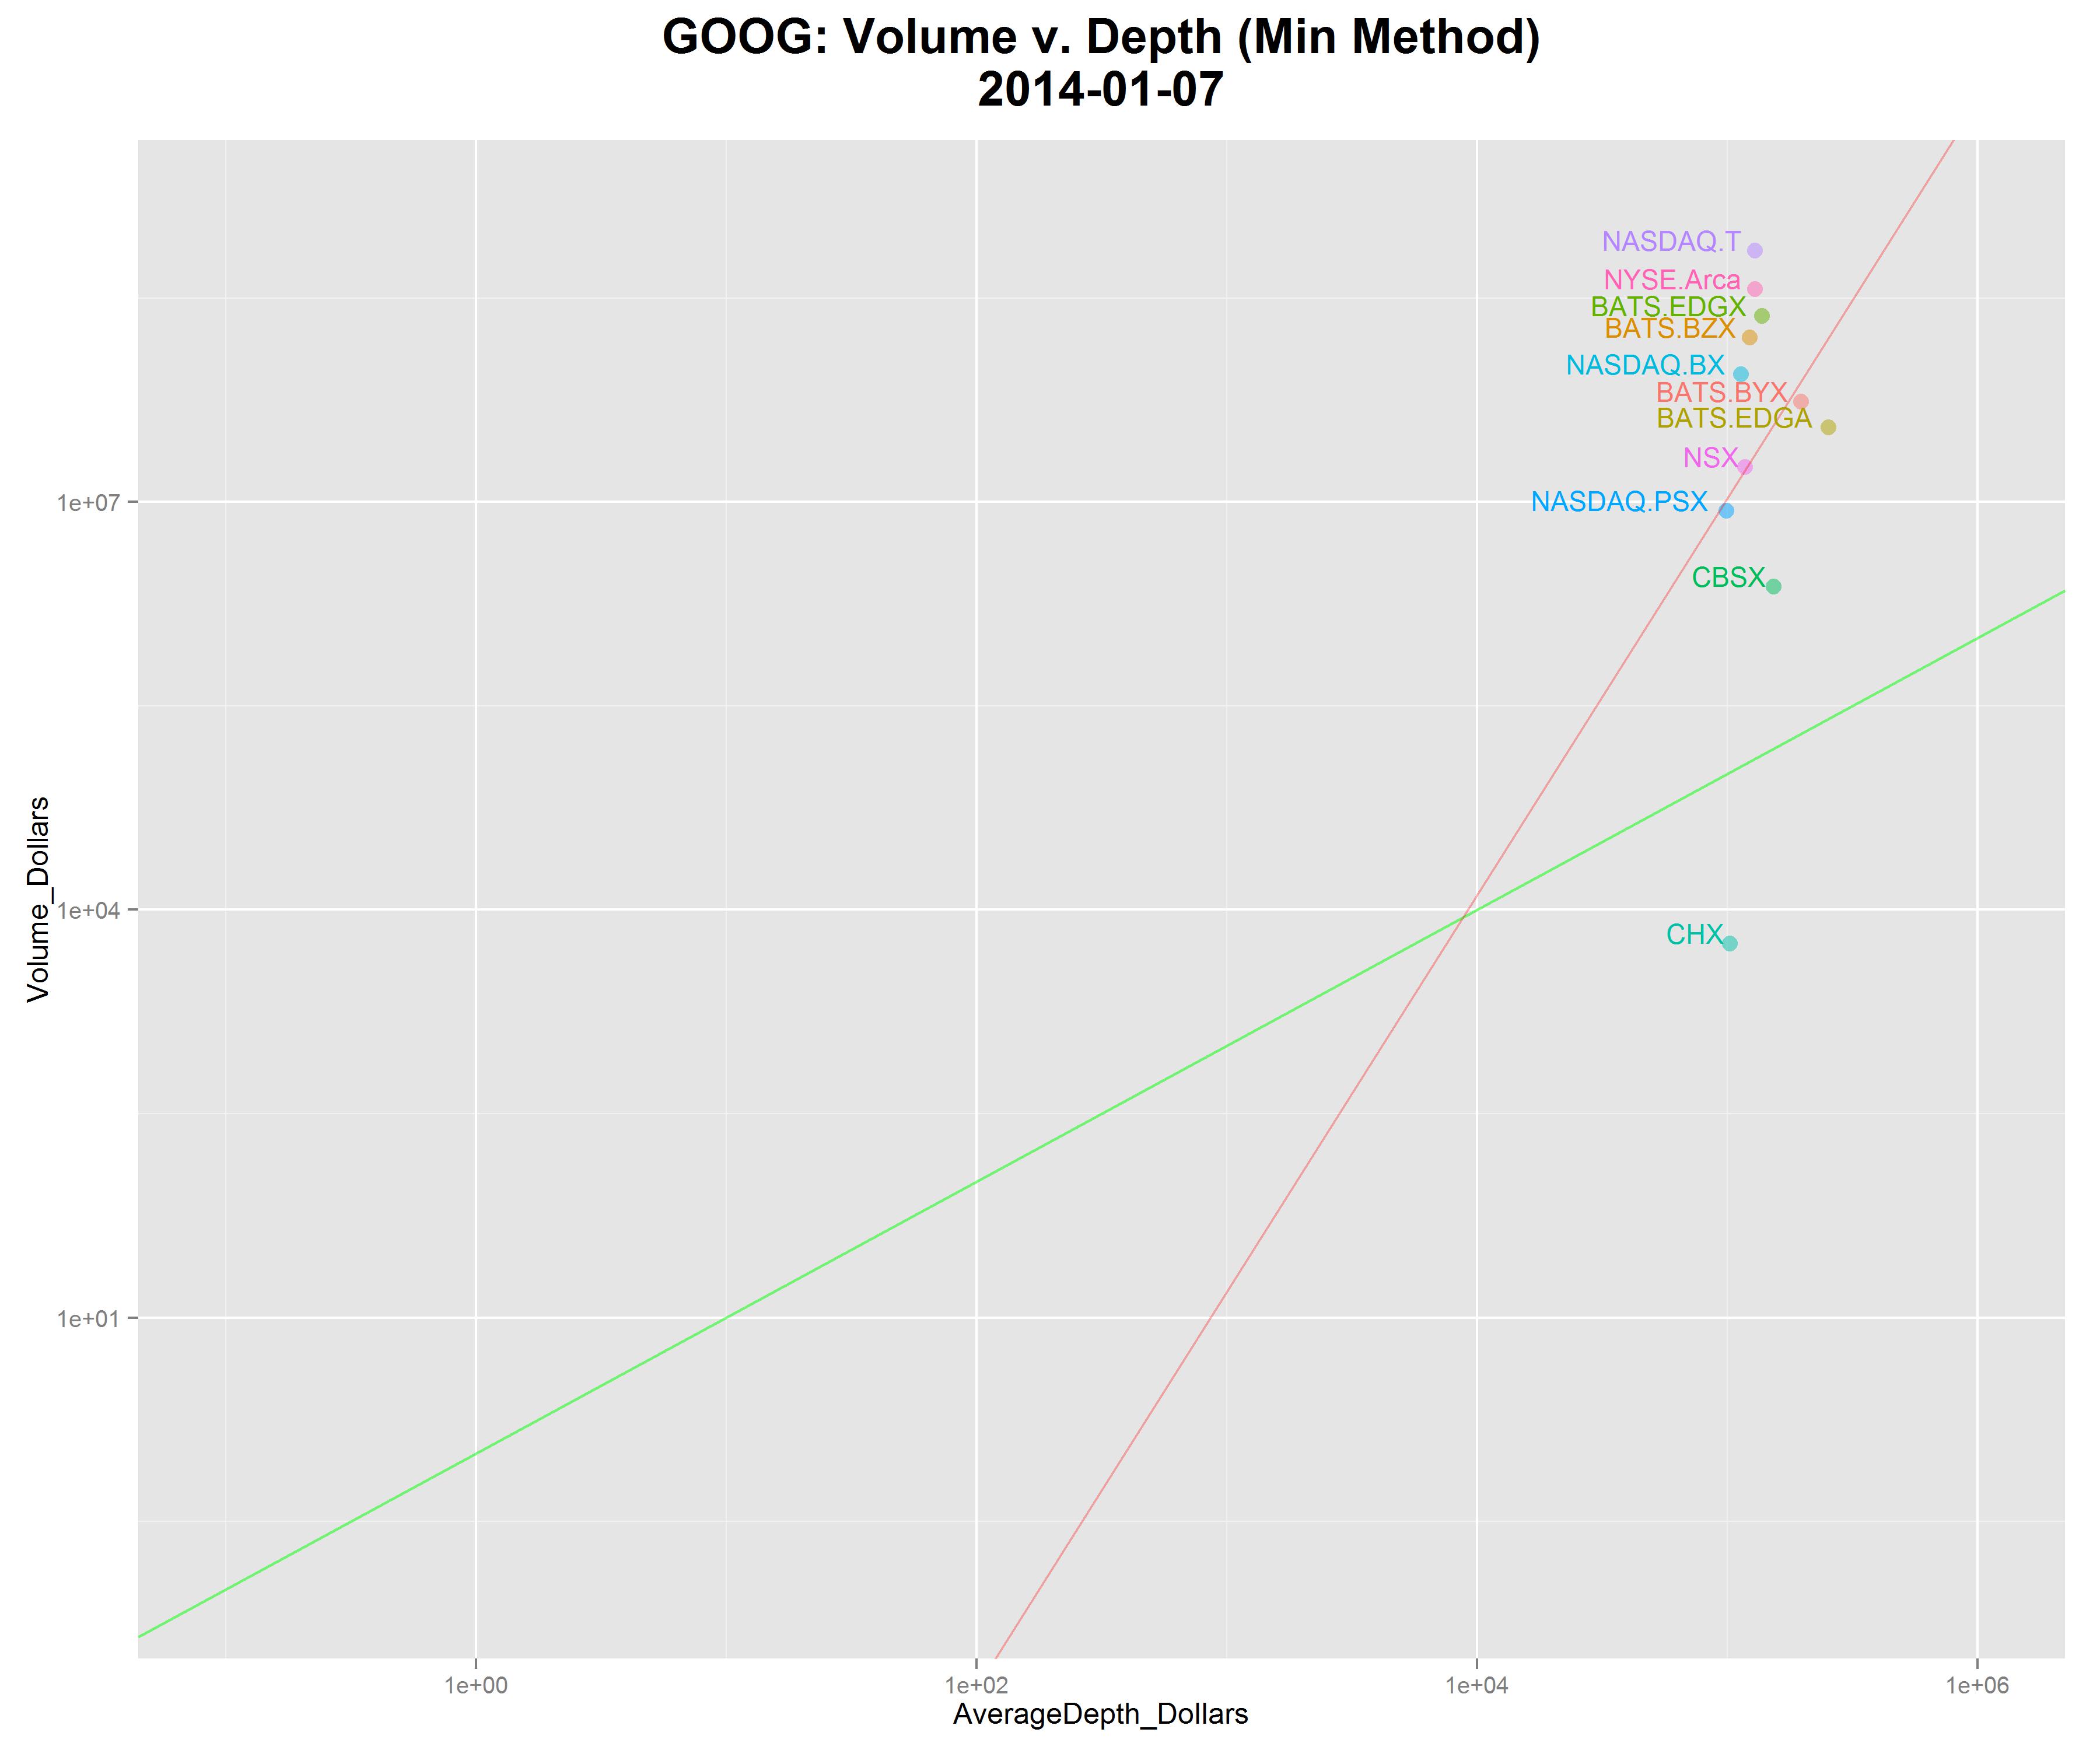 GOOG: Volume v. Depth (Min Method)
2014-01-07
NASDAQ.T
NYSE.Arca
BATS.EDGX
BATS.BZX
NASDAQ.BX
BATS.BYX
BATS.EDGA
NSX
NASDAQ.PSX
CBSX
CHX
1e+07
1e+04
1e+01
Volume_Dollars
1e+00
1e+02
1e+04
1e+06
AverageDepth_Dollars